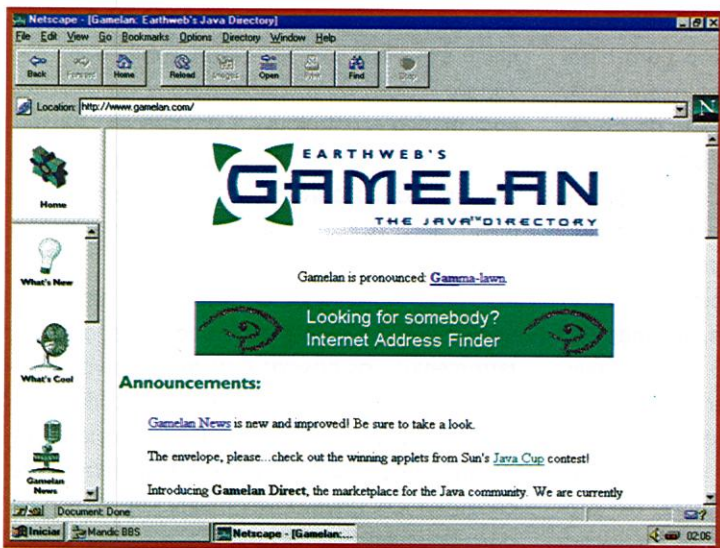 Netscape - [Gamelan: Earthweb's Java Directory]
File Edit View Go Bookmarks Options Directory Window Help
Back Forward Home Reload Images Open Print Find Stop
Location: http://www.gamelan.com/
N
Home
What's New
What's Cool
Gamelan
News
EARTHWEB'S
GAMELAN
THE JAVA™ DIRECTORY
Gamelan is pronounced: Gamma-lawn.
Looking for somebody?
Internet Address Finder
Announcements:
Gamelan News is new and improved! Be sure to take a look.
The envelope, please...check out the winning applets from Sun's Java Cup contest!
Introducing Gamelan Direct, the marketplace for the Java community. We are currently
Document: Done
Iniciar Mandic BBS Netscape - [Gamelan:... 02:06